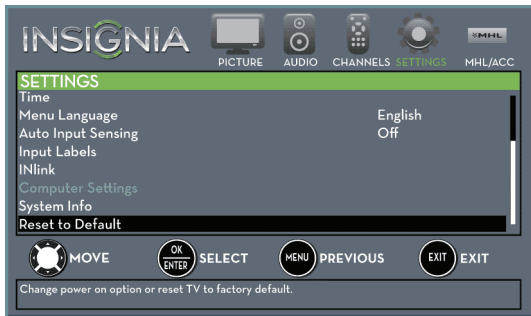 INSIGNIA
PICTURE AUDIO CHANNELS SETTINGS MHL/ACC
MHL
SETTINGS
Time
Menu Language English
Auto Input Sensing Off
Input Labels
INlink
Computer Settings
System Info
Reset to Default
MOVE OK ENTER SELECT MENU PREVIOUS EXIT EXIT
Change power on option or reset TV to factory default.